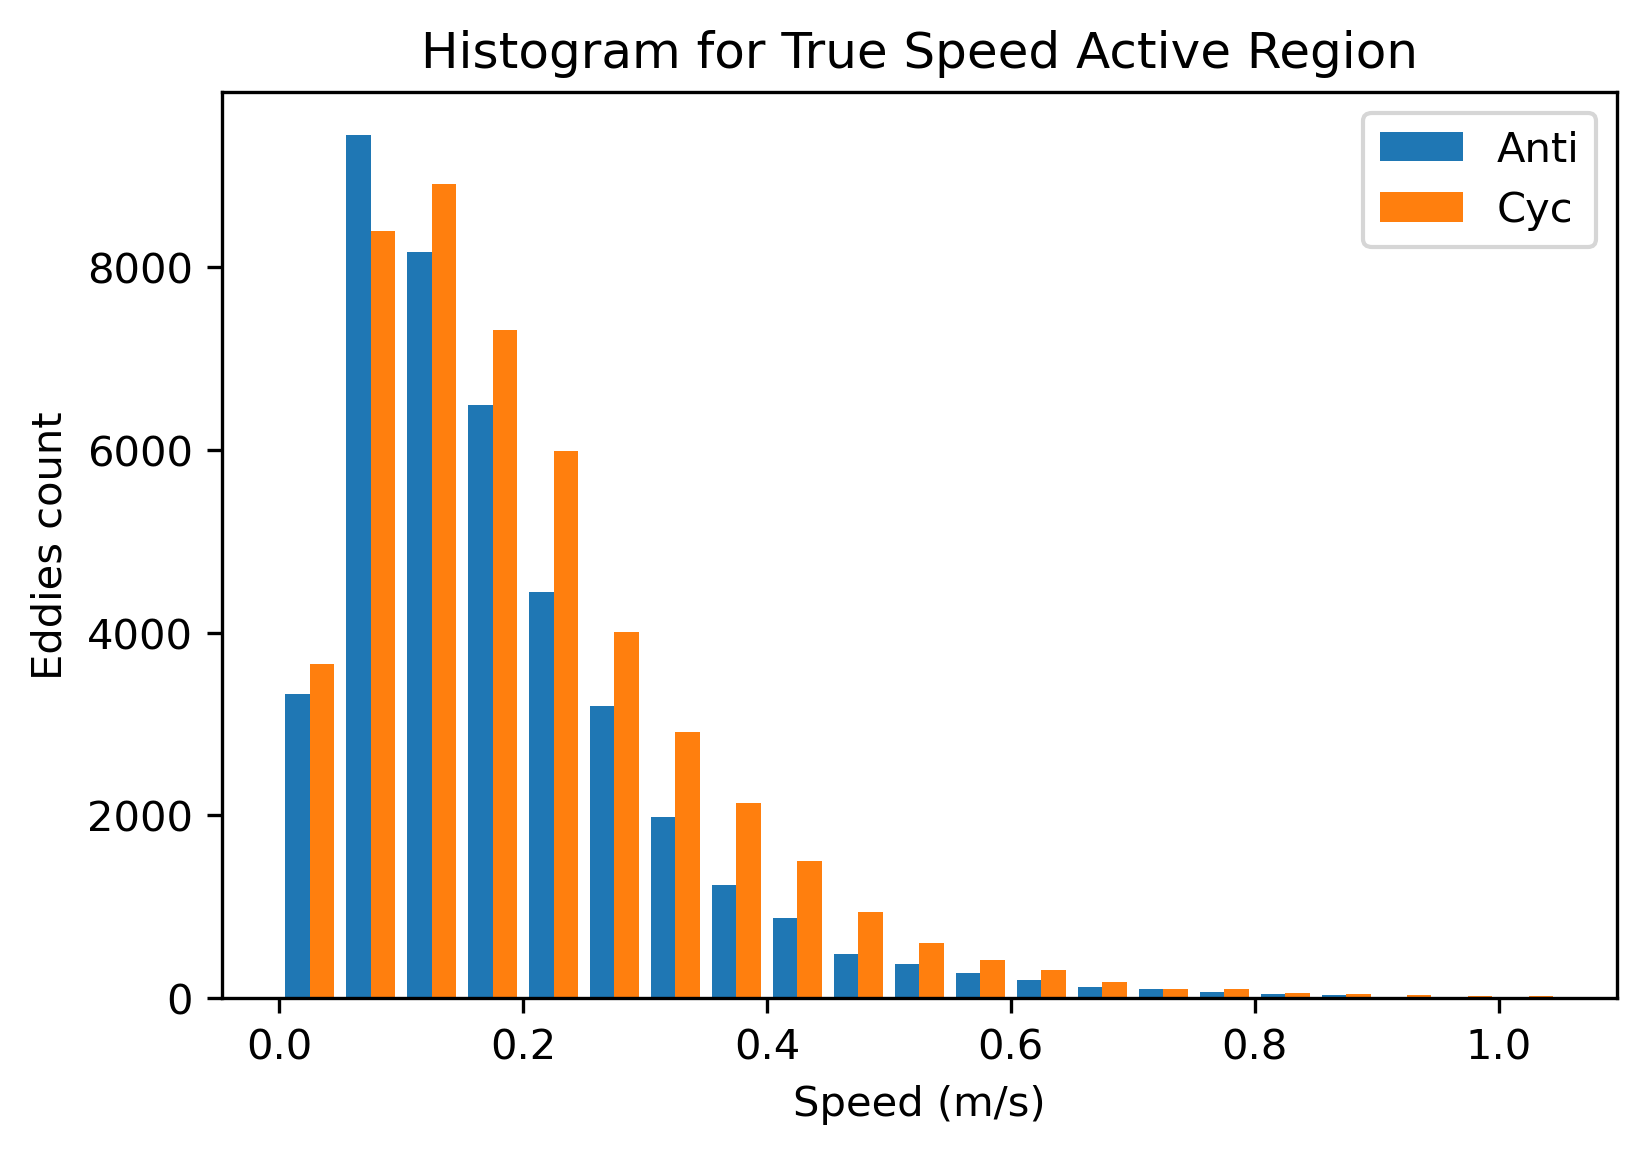 Histogram for True Speed Active Region
Anti
Cyc
8000
6000
4000
2000
0
Eddies count
0.0 0.2 0.4 0.6 0.8 1.0
Speed (m/s)